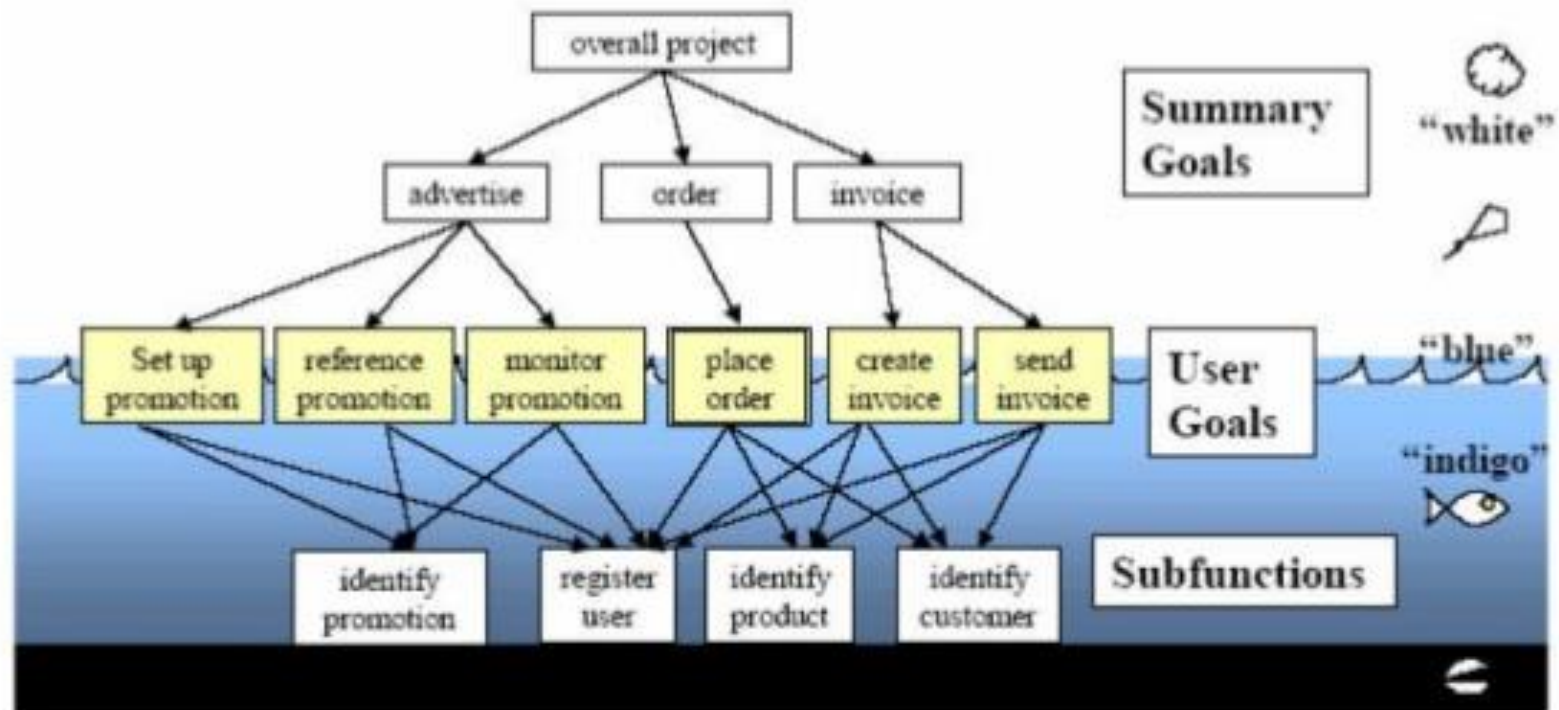 overall project
Summary
Goals
“white”
advertise
order
invoice
Set up
promotion
reference
promotion
monitor
promotion
place
order
create
invoice
send
invoice
User
Goals
“blue”
“indigo”
identify
promotion
register
user
identify
product
identify
customer
Subfunctions